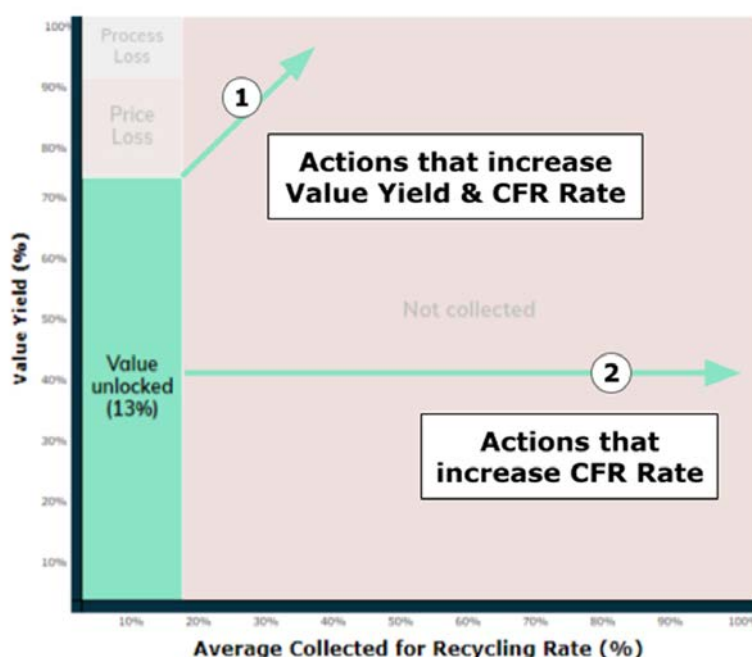 100%
Process
Loss
90%
1
Price
Loss
80%
Actions that increase
Value Yield & CFR Rate
70%
60%
Not collected
50%
Value Yield (%)
Value
unlocked
(13%)
2
40%
Actions that
increase CFR Rate
30%
20%
10%
10% 20% 30% 40% 50% 60% 70% 80% 90% 100%
Average Collected for Recycling Rate (%)